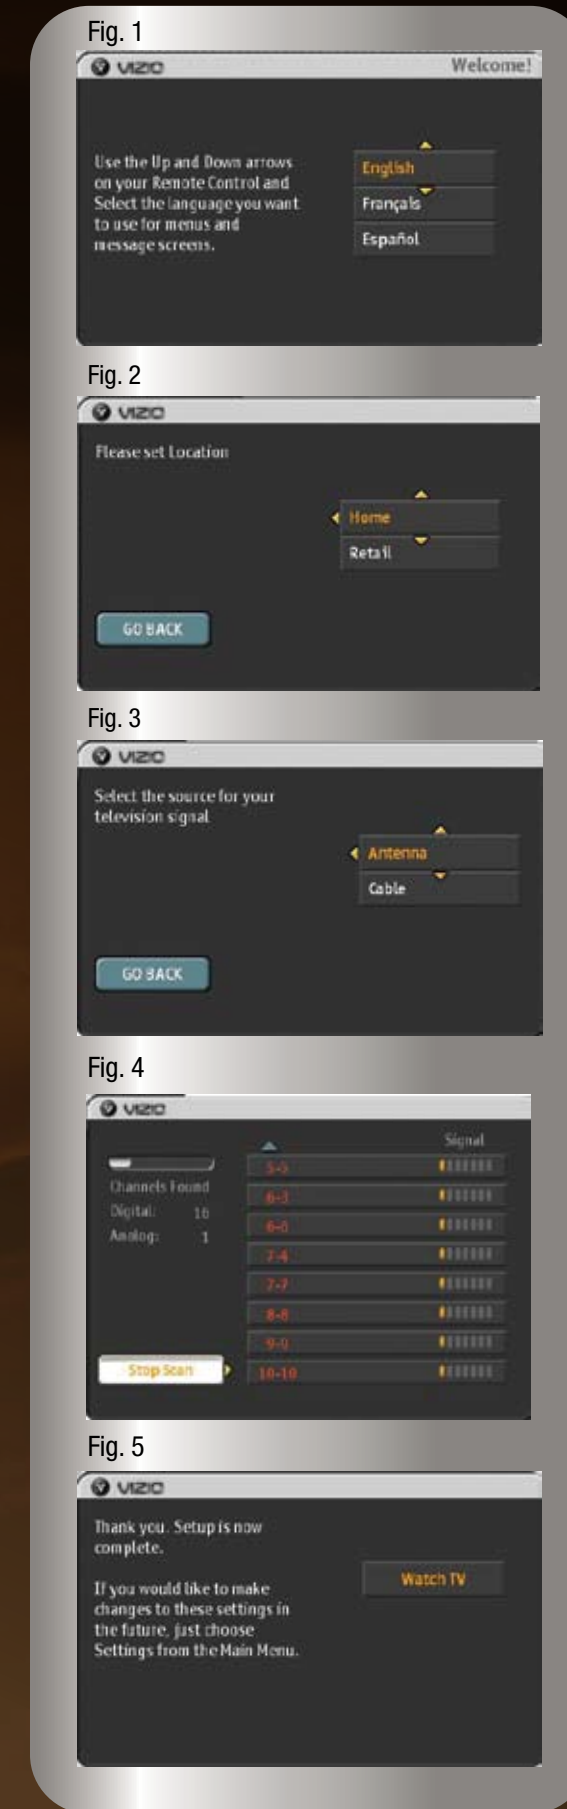 Fig. 1
VIZIO Welcome!
Use the Up and Down arrows
on your Remote Control and
Select the language you want
to use for menus and
message screens.
English
Français
Español
Fig. 2
VIZIO
Please set Location
Home
Retail
GO BACK
Fig. 3
VIZIO
Select the source for your
television signal
Antenna
Cable
GO BACK
Fig. 4
VIZIO
Signal
Channels Found
Digital: 16
Analog: 1
6-3
7-4
7-7
8-8
9-9
10-10
Stop Scan
Fig. 5
VIZIO
Thank you. Setup is now
complete.
If you would like to make
changes to these settings in
the future, just choose
Settings from the Main Menu.
Watch TV